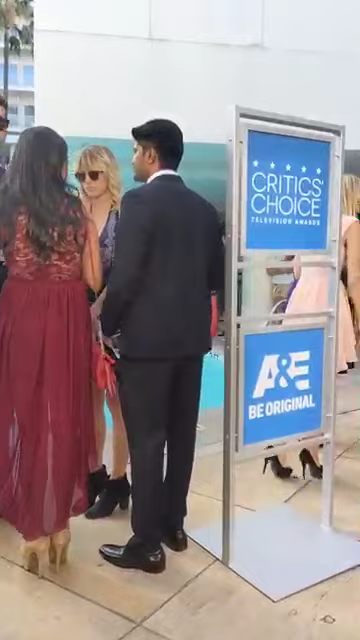 CRITICS'
CHOICE
TELEVISION AWARDS
A&E
BE ORIGINAL